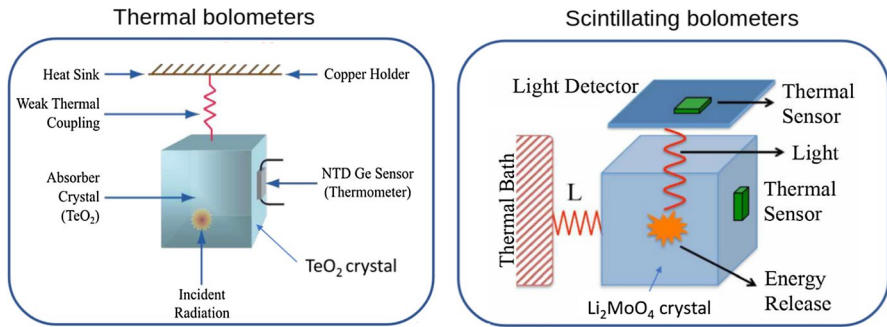 Thermal bolometers
Heat Sink
Copper Holder
Weak Thermal
Coupling
Absorber
Crystal
(TeO₂)
NTD Ge Sensor
(Thermometer)
TeO₂ crystal
Incident
Radiation
Scintillating bolometers
Light Detector
Thermal
Sensor
Light
Thermal Bath
L
Thermal
Sensor
Energy
Release
Li₂MoO₄ crystal